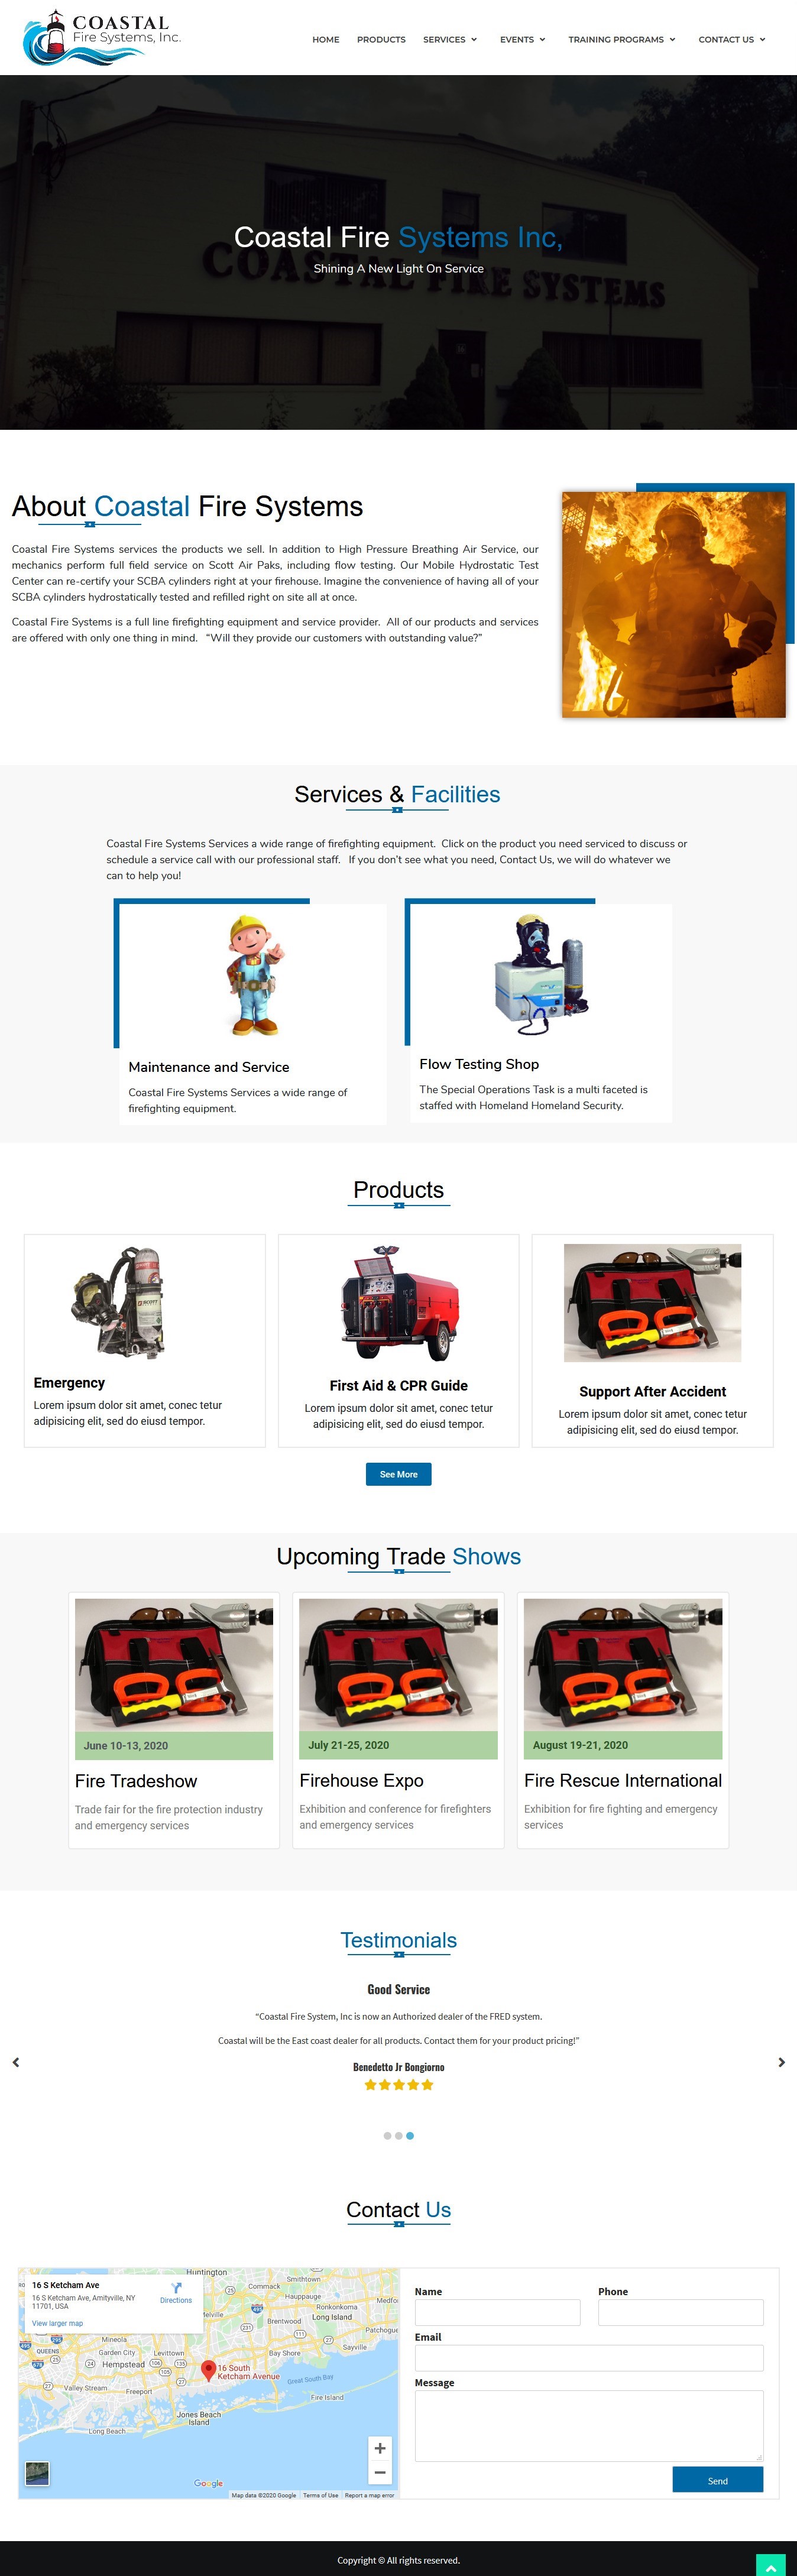 COASTAL
Fire Systems, Inc.
HOME PRODUCTS SERVICES EVENTS TRAINING PROGRAMS CONTACT US
COASTAL FIRE SYSTEMS
Coastal Fire Systems Inc,
Shining A New Light On Service
About Coastal Fire Systems
Coastal Fire Systems services the products we sell. In addition to High Pressure Breathing Air Service, our
mechanics perform full field service on Scott Air Paks, including flow testing. Our Mobile Hydrostatic Test
Center can re-certify your SCBA cylinders right at your firehouse. Imagine the convenience of having all of your
SCBA cylinders hydrostatically tested and refilled right on site all at once.
Coastal Fire Systems is a full line firefighting equipment and service provider. All of our products and services
are offered with only one thing in mind. “Will they provide our customers with outstanding value?”
Services & Facilities
Coastal Fire Systems Services a wide range of firefighting equipment. Click on the product you need serviced to discuss or
schedule a service call with our professional staff. If you don't see what you need, Contact Us, we will do whatever we
can to help you!
Maintenance and Service
Coastal Fire Systems Services a wide range of
firefighting equipment.
Flow Testing Shop
The Special Operations Task is a multi faceted is
staffed with Homeland Homeland Security.
Products
Emergency
Lorem ipsum dolor sit amet, conec tetur
adipisicing elit, sed do eiusd tempor.
First Aid & CPR Guide
Lorem ipsum dolor sit amet, conec tetur
adipisicing elit, sed do eiusd tempor.
Support After Accident
Lorem ipsum dolor sit amet, conec tetur
adipisicing elit, sed do eiusd tempor.
See More
Upcoming Trade Shows
June 10-13, 2020
Fire Tradeshow
Trade fair for the fire protection industry
and emergency services
July 21-25, 2020
Firehouse Expo
Exhibition and conference for firefighters
and emergency services
August 19-21, 2020
Fire Rescue International
Exhibition for fire fighting and emergency
services
Testimonials
Good Service
“Coastal Fire System, Inc is now an Authorized dealer of the FRED system.
Coastal will be the East coast dealer for all products. Contact them for your product pricing!”
Benedetto Jr Bongiorno
Contact Us
16 S Ketcham Ave
16 S Ketcham Ave, Amityville, NY
11701, USA
Directions
View larger map
Huntington
Smithtown
Commack
Hauppauge
Ronkonkoma
Long Island
Melville
Brentwood
Patchogue
Sayville
Bay Shore
Mineola
QUEENS
Garden City
Levittown
Hempstead
16 South
Ketcham Avenue
Great South Bay
Valley Stream
Freeport
Fire Island
Jones Beach
Island
Long Beach
Google
Map data ©2020 Google Terms of Use Report a map error
Name Phone
Email
Message
Send
Copyright © All rights reserved.